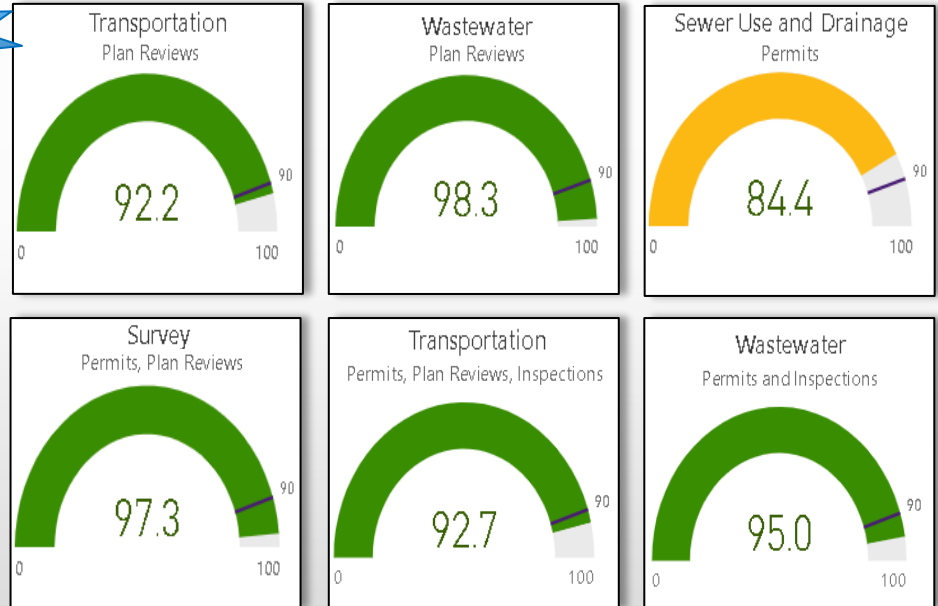 Transportation
Plan Reviews
90
92.2
0
100
Wastewater
Plan Reviews
90
98.3
0
100
Sewer Use and Drainage
Permits
90
84.4
0
100
Survey
Permits, Plan Reviews
90
97.3
0
100
Transportation
Permits, Plan Reviews, Inspections
90
92.7
0
100
Wastewater
Permits and Inspections
90
95.0
0
100